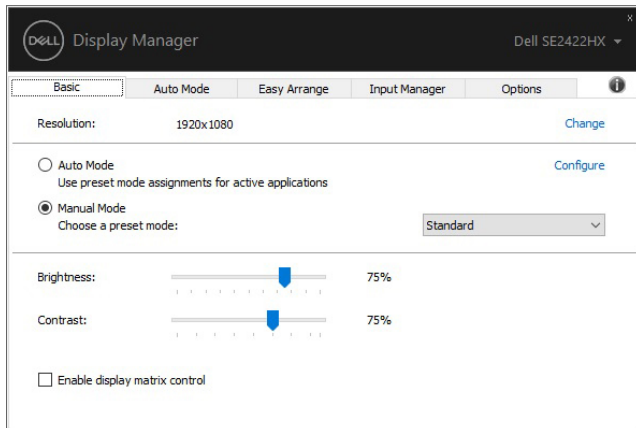 DELL Display Manager
Dell SE2422HX
x
Basic
Auto Mode
Easy Arrange
Input Manager
Options
i
Resolution: 1920x1080 Change
Auto Mode Configure
Use preset mode assignments for active applications
Manual Mode
Choose a preset mode: Standard
Brightness: 75%
Contrast: 75%
Enable display matrix control